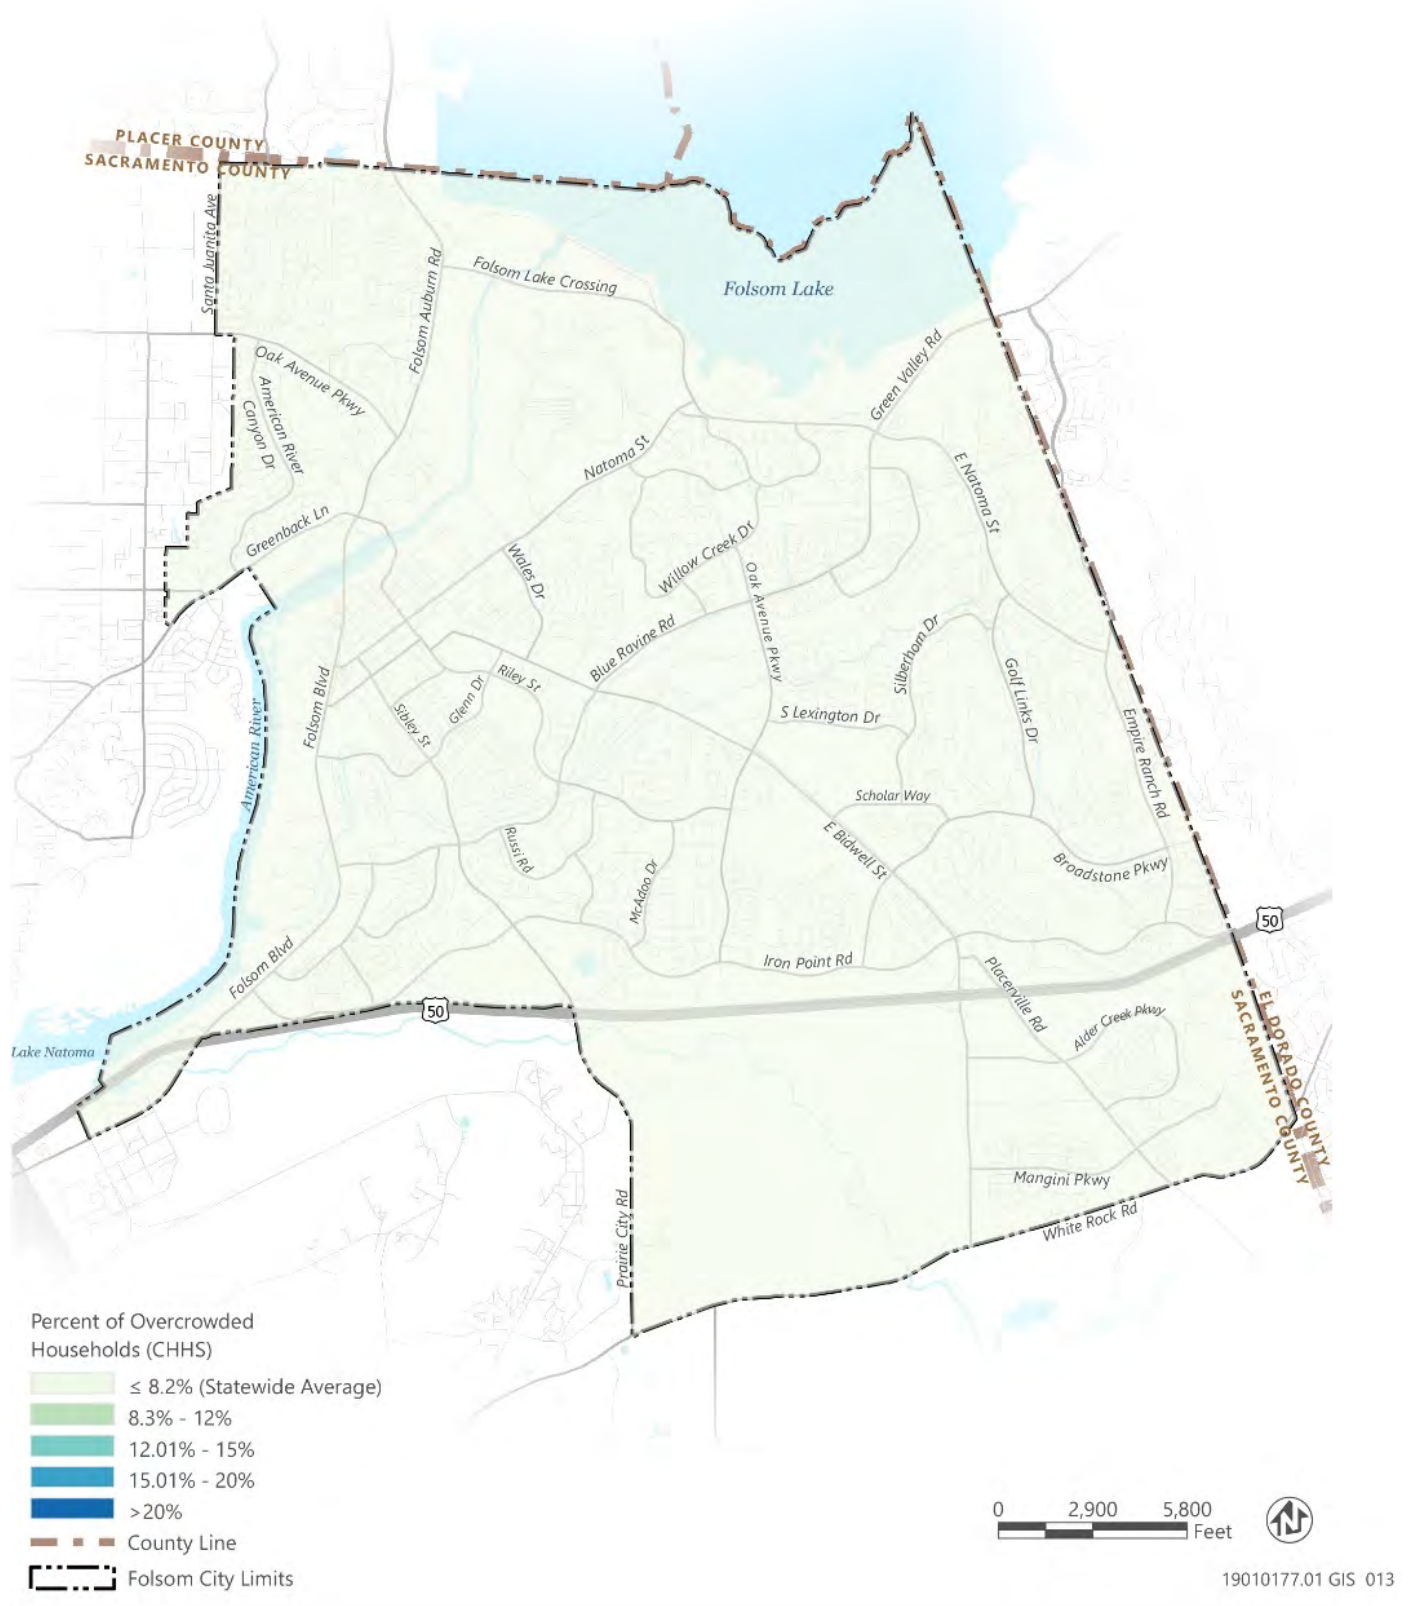 PLACER COUNTY
SACRAMENTO COUNTY
Santa Juanita Ave
Folsom Auburn Rd
Folsom Lake Crossing
Folsom Lake
Green Valley Rd
Oak Avenue Pkwy
American River
Canyon Dr
Natoma St
E Natoma St
Greenback Ln
Wales Dr
Willow Creek Dr
Oak Avenue Pkwy
Blue Ravine Rd
Silberhorn Dr
Golf Links Dr
Folsom Blvd
Riley St
Glenn Dr
Sibley St
S Lexington Dr
Empire Ranch Rd
American River
Scholar Way
E Bidwell St
Russi Rd
McAdoo Dr
Broadstone Pkwy
50
Folsom Blvd
Iron Point Rd
Placerville Rd
50
Alder Creek Pkwy
EL DORADO COUNTY
SACRAMENTO COUNTY
Lake Natoma
Mangini Pkwy
White Rock Rd
Prairie City Rd
Percent of Overcrowded
Households (CHHS)
≤ 8.2% (Statewide Average)
8.3% - 12%
12.01% - 15%
15.01% - 20%
>20%
County Line
Folsom City Limits
0 2,900 5,800
Feet
N
19010177.01 GIS 013